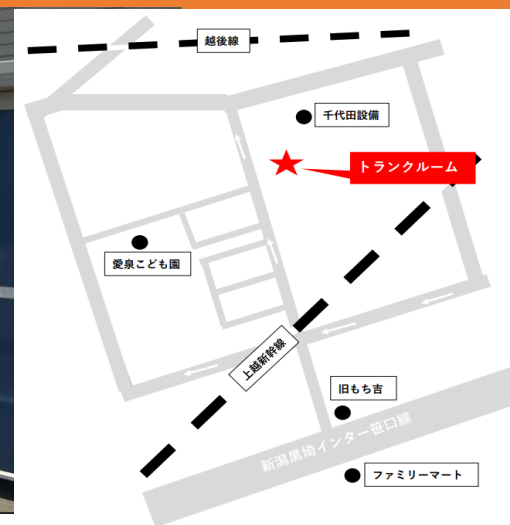 越後線
千代田設備
トランクルーム
愛泉こども園
上越新幹線
旧もち吉
新潟黒埼インター笹口線
ファミリーマート